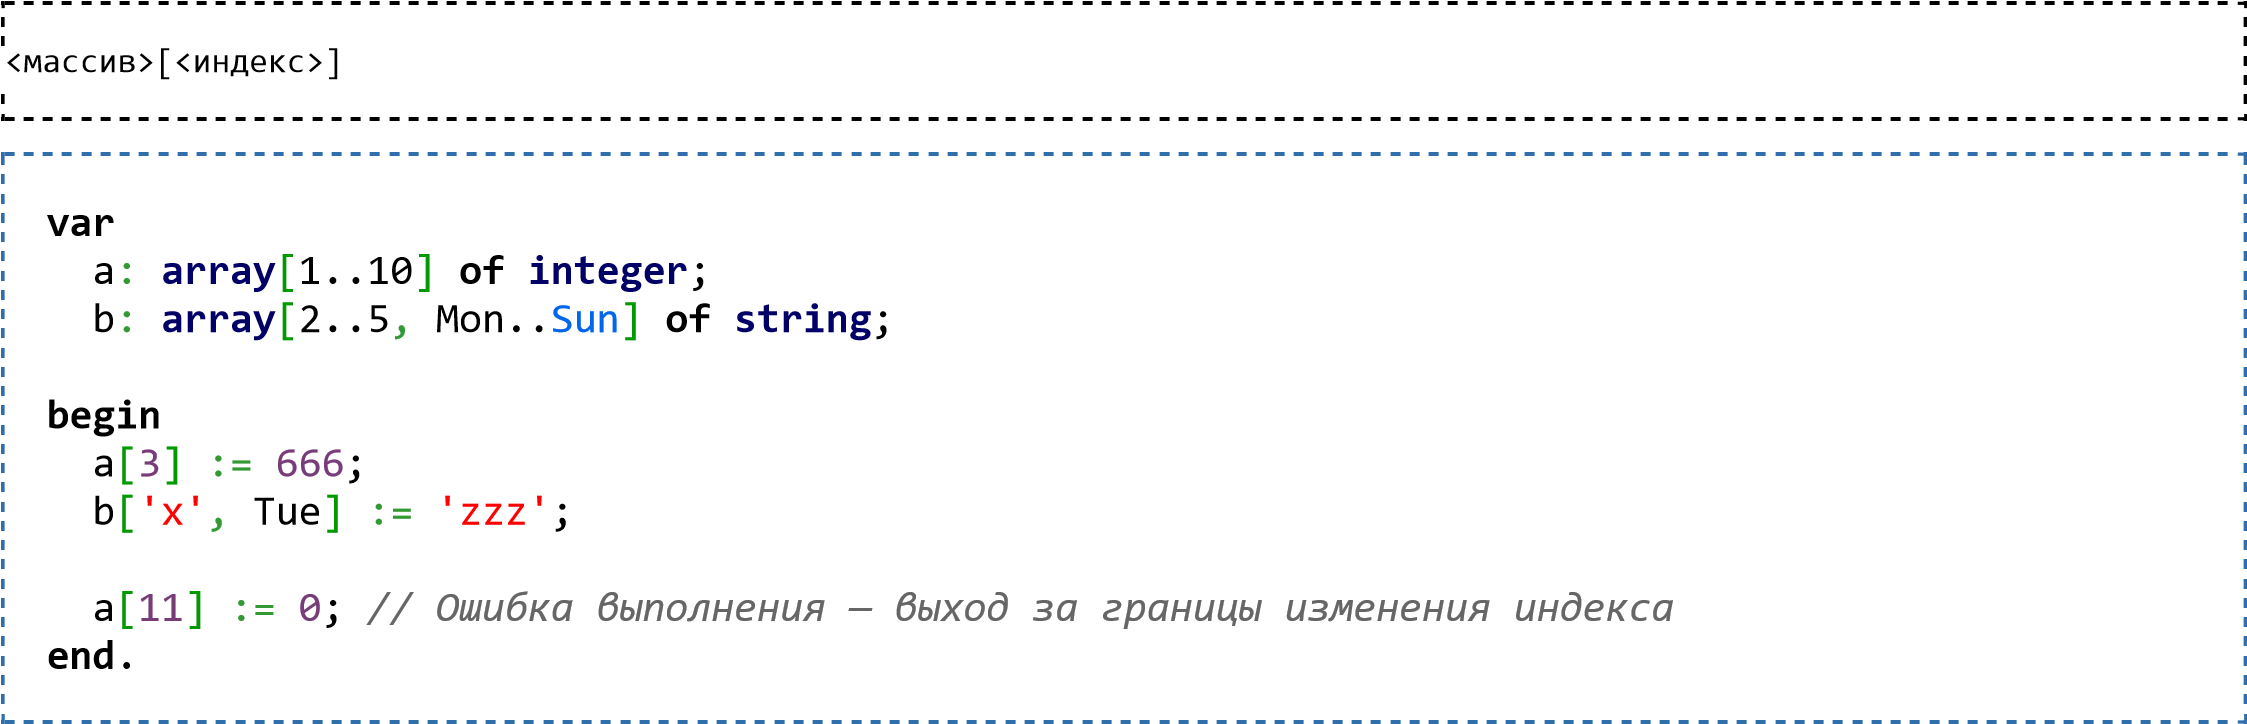 <массив>[<индекс>]
var
  a: array[1..10] of integer;
  b: array[2..5, Mon..Sun] of string;
begin
  a[3] := 666;
  b['x', Tue] := 'zzz';
  a[11] := 0; // Ошибка выполнения — выход за границы изменения индекса
end.